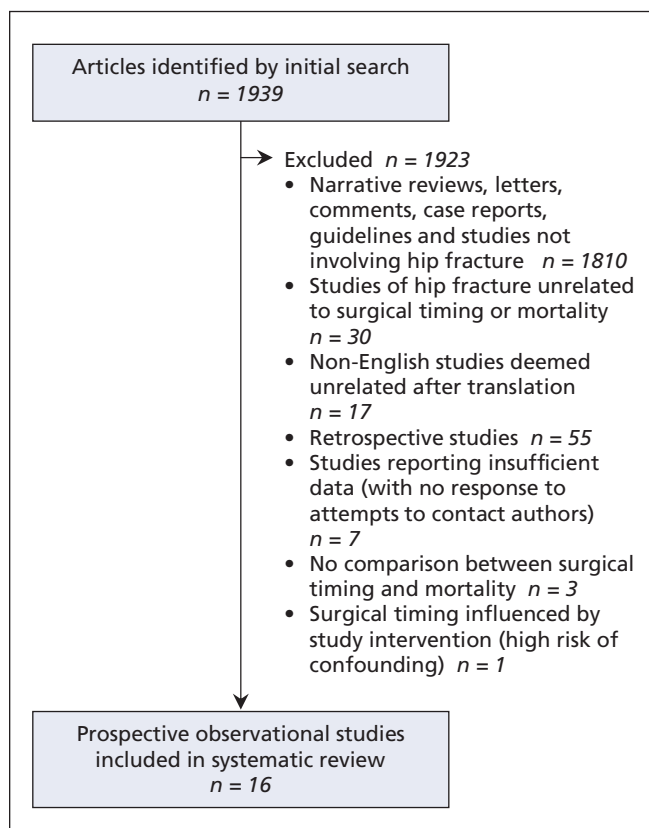 Articles identified by initial search
n = 1939
Excluded n = 1923
• Narrative reviews, letters,
comments, case reports,
guidelines and studies not
involving hip fracture n = 1810
• Studies of hip fracture unrelated
to surgical timing or mortality
n = 30
• Non-English studies deemed
unrelated after translation
n = 17
• Retrospective studies n = 55
• Studies reporting insufficient
data (with no response to
attempts to contact authors)
n = 7
• No comparison between surgical
timing and mortality n = 3
• Surgical timing influenced by
study intervention (high risk of
confounding) n = 1
Prospective observational studies
included in systematic review
n = 16